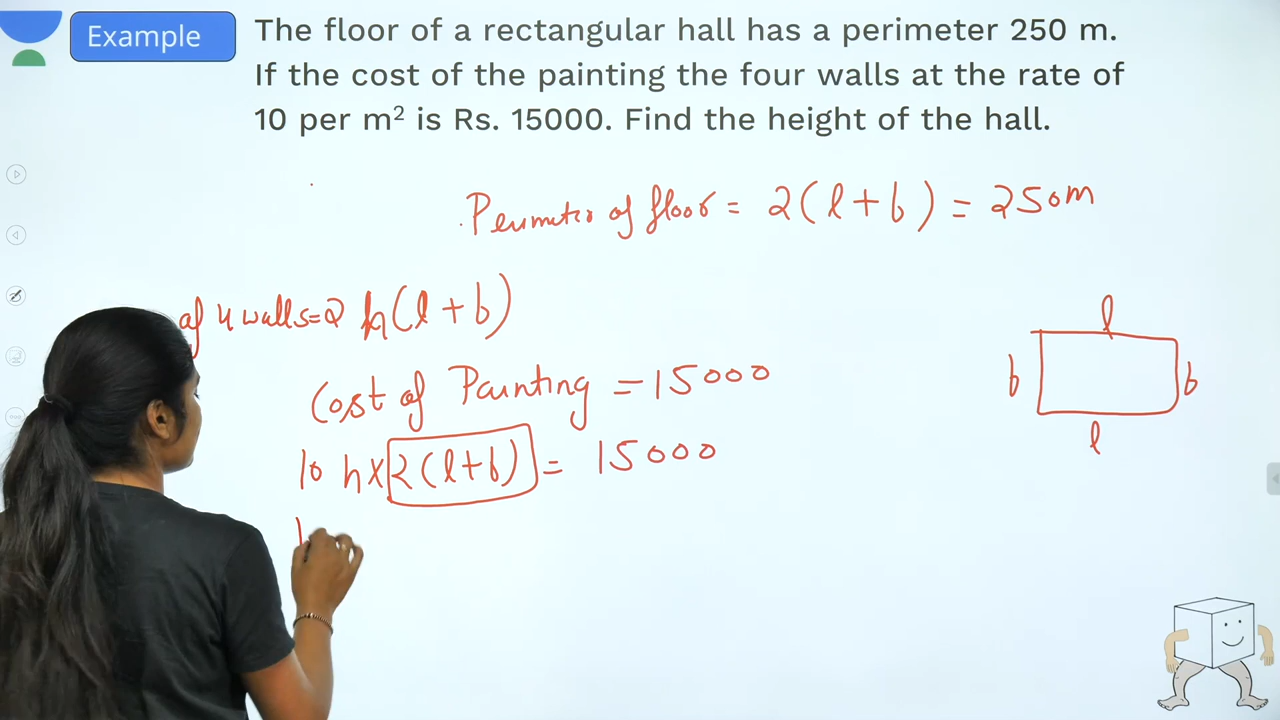 Example
The floor of a rectangular hall has a perimeter 250 m.
If the cost of the painting the four walls at the rate of
10 per m² is Rs. 15000. Find the height of the hall.
Perimeter of floor = 2(l+b) = 250m
of 4 walls=2 h(l+b)
Cost of Painting = 15000
10 h×2(l+b) = 15000
l
b
b
l